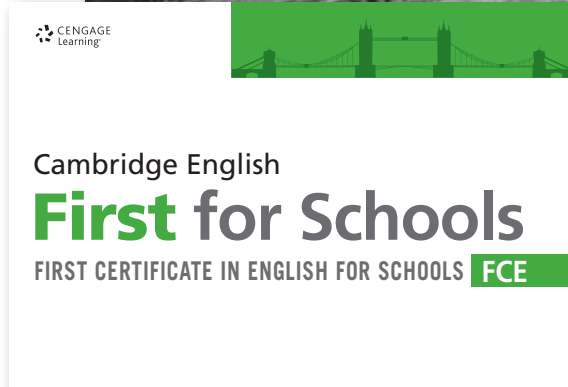 CENGAGE
Learning®
Cambridge English
First for Schools
FIRST CERTIFICATE IN ENGLISH FOR SCHOOLS FCE